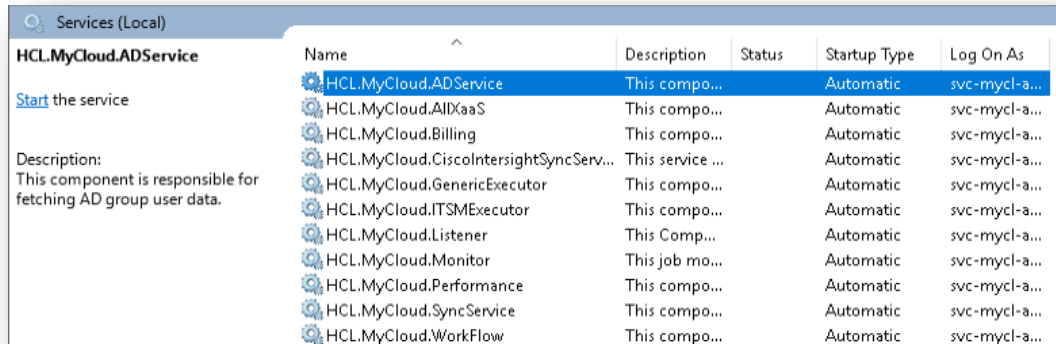 Services (Local)
HCL.MyCloud.ADService
Start the service
Description:
This component is responsible for
fetching AD group user data.
Name Description Status Startup Type Log On As
HCL.MyCloud.ADService This compo... Automatic svc-mycl-a...
HCL.MyCloud.AllXaaS This compo... Automatic svc-mycl-a...
HCL.MyCloud.Billing This compo... Automatic svc-mycl-a...
HCL.MyCloud.CiscoIntersightSyncServ... This service ... Automatic svc-mycl-a...
HCL.MyCloud.GenericExecutor This compo... Automatic svc-mycl-a...
HCL.MyCloud.ITSMExecutor This compo... Automatic svc-mycl-a...
HCL.MyCloud.Listener This Comp... Automatic svc-mycl-a...
HCL.MyCloud.Monitor This job mo... Automatic svc-mycl-a...
HCL.MyCloud.Performance This compo... Automatic svc-mycl-a...
HCL.MyCloud.SyncService This compo... Automatic svc-mycl-a...
HCL.MyCloud.WorkFlow This compo... Automatic svc-mycl-a...